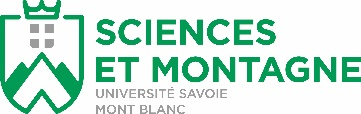 SCIENCES
ET MONTAGNE
UNIVERSITÉ SAVOIE
MONT BLANC